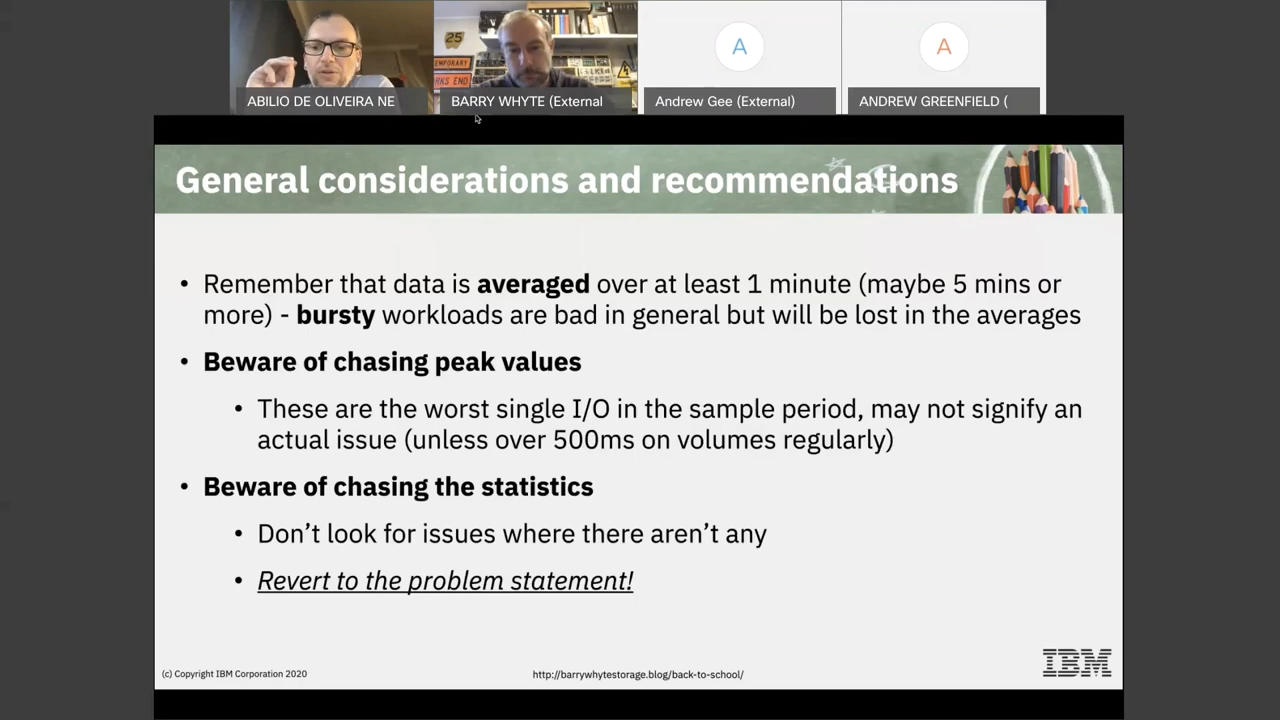 25
TEMPORARY
RKS END
ABILIO DE OLIVEIRA NE
BARRY WHYTE (External
A
Andrew Gee (External)
A
ANDREW GREENFIELD (
General considerations and recommendations
• Remember that data is averaged over at least 1 minute (maybe 5 mins or
more) - bursty workloads are bad in general but will be lost in the averages
• Beware of chasing peak values
• These are the worst single I/O in the sample period, may not signify an
actual issue (unless over 500ms on volumes regularly)
• Beware of chasing the statistics
• Don’t look for issues where there aren’t any
• Revert to the problem statement!
(c) Copyright IBM Corporation 2020
http://barrywhytestorage.blog/back-to-school/
IBM